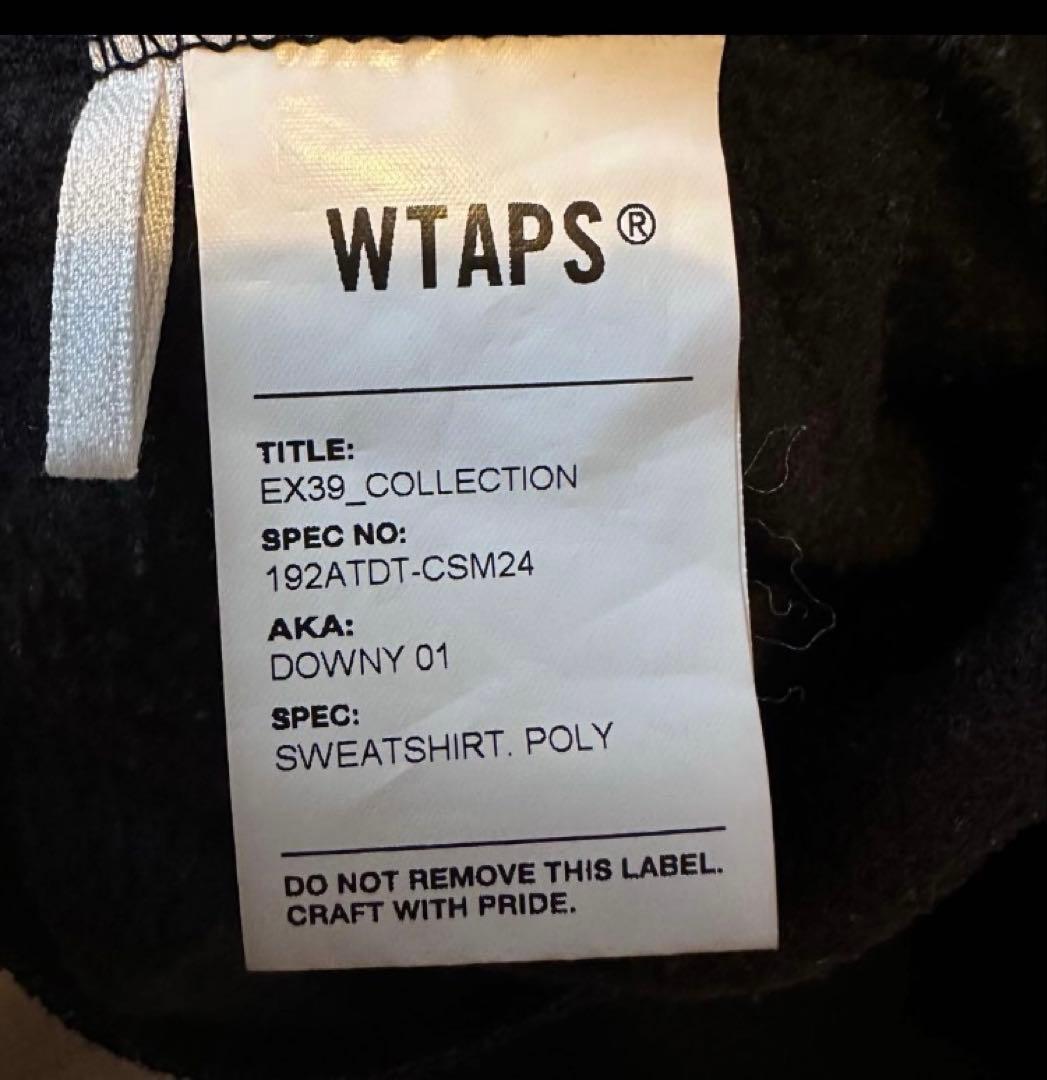 WTAPS®
TITLE:
EX39_COLLECTION
SPEC NO:
192ATDT-CSM24
AKA:
DOWNY 01
SPEC:
SWEATSHIRT. POLY
DO NOT REMOVE THIS LABEL.
CRAFT WITH PRIDE.